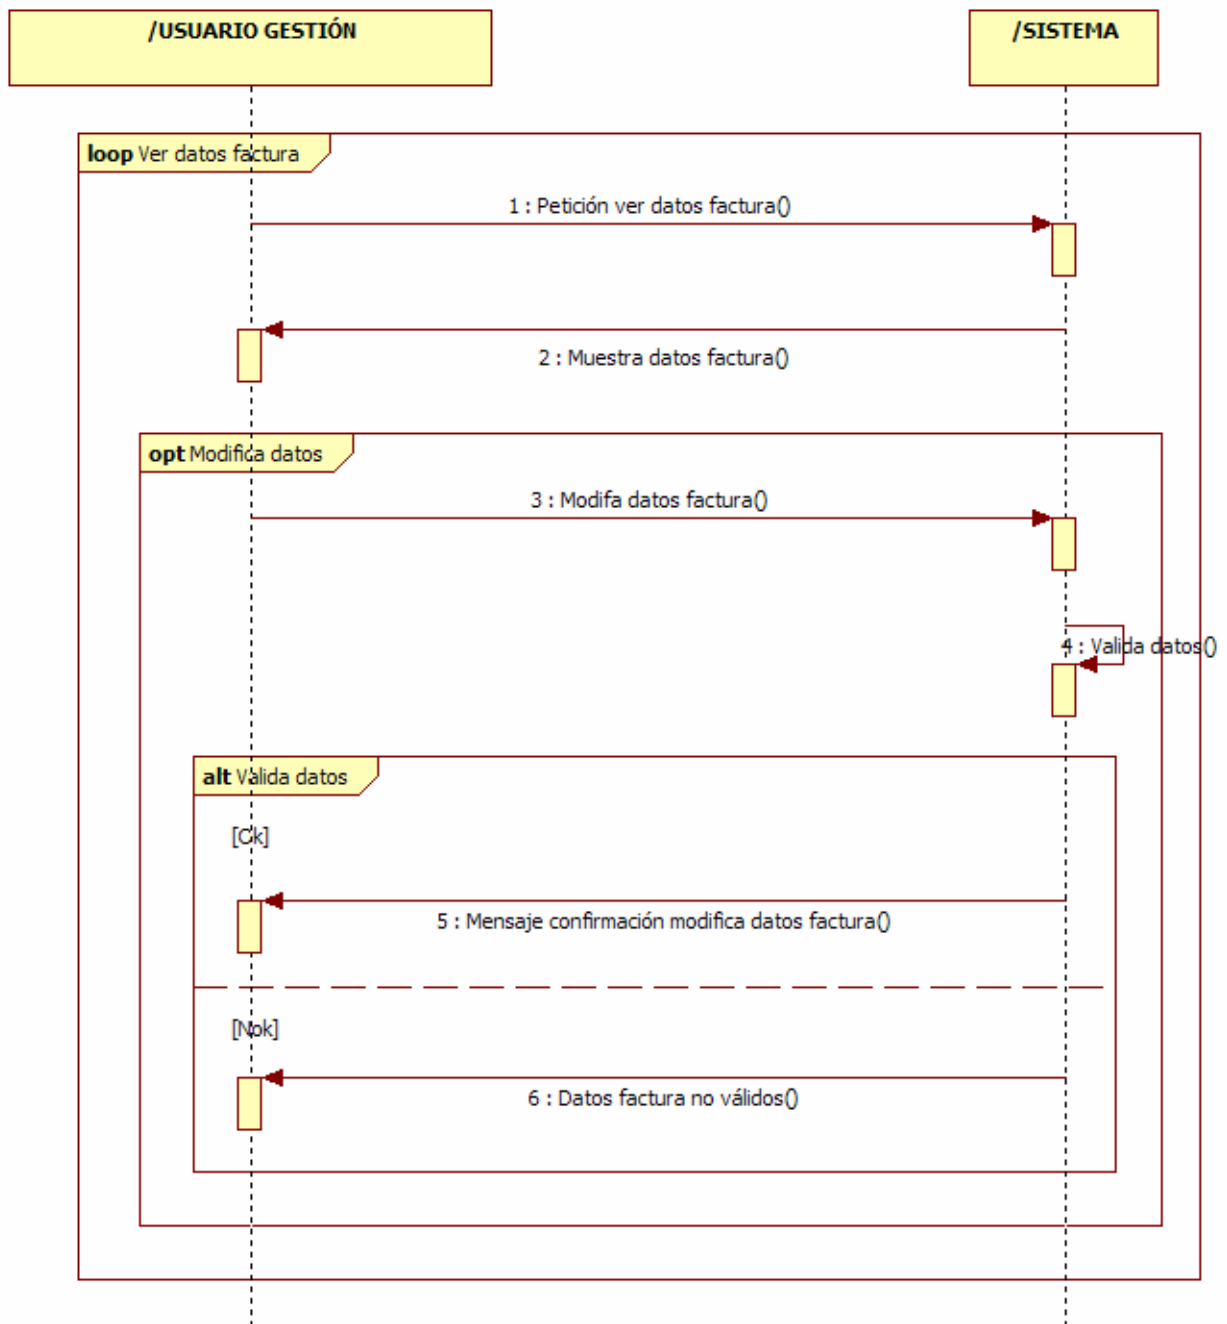 /USUARIO GESTIÓN
/SISTEMA
loop Ver datos factura
1 : Petición ver datos factura()
2 : Muestra datos factura()
opt Modifica datos
3 : Modifa datos factura()
4 : Valida datos()
alt Valida datos
[Ok]
5 : Mensaje confirmación modifica datos factura()
[Nok]
6 : Datos factura no válidos()